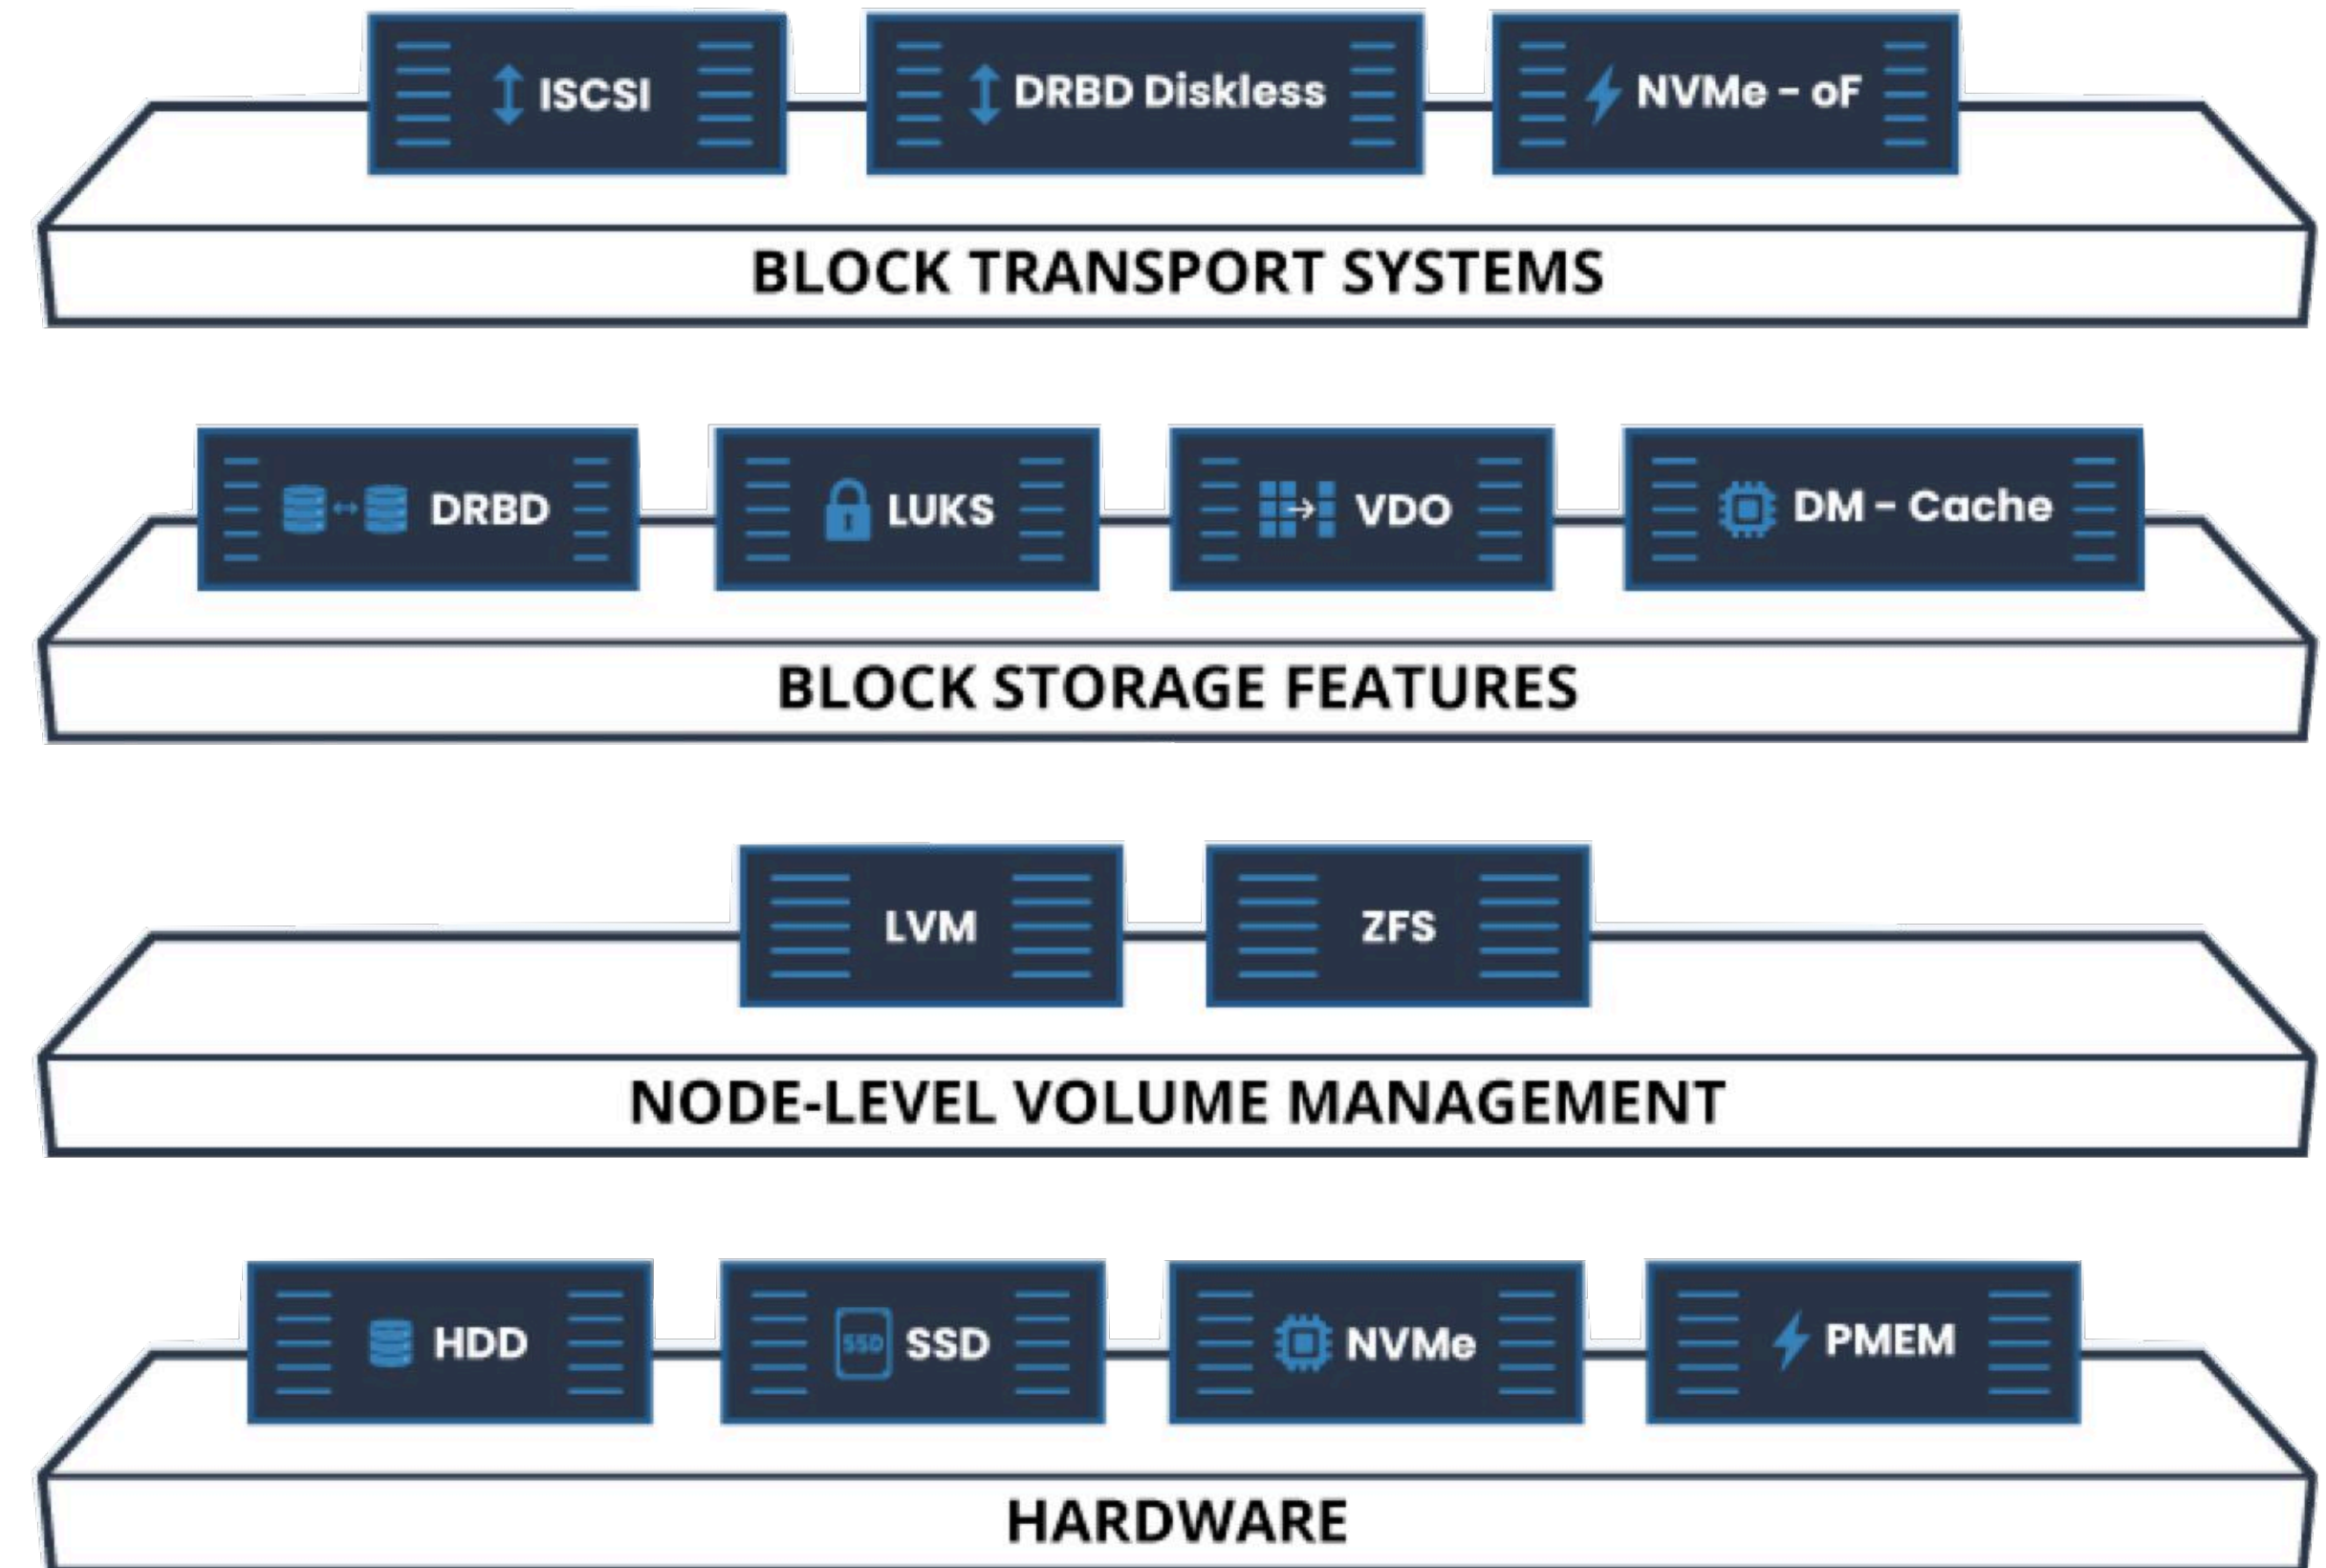 ISCSI
DRBD Diskless
NVMe - oF
BLOCK TRANSPORT SYSTEMS
DRBD
LUKS
VDO
DM - Cache
BLOCK STORAGE FEATURES
LVM
ZFS
NODE-LEVEL VOLUME MANAGEMENT
HDD
SSD
SSD
NVMe
PMEM
HARDWARE